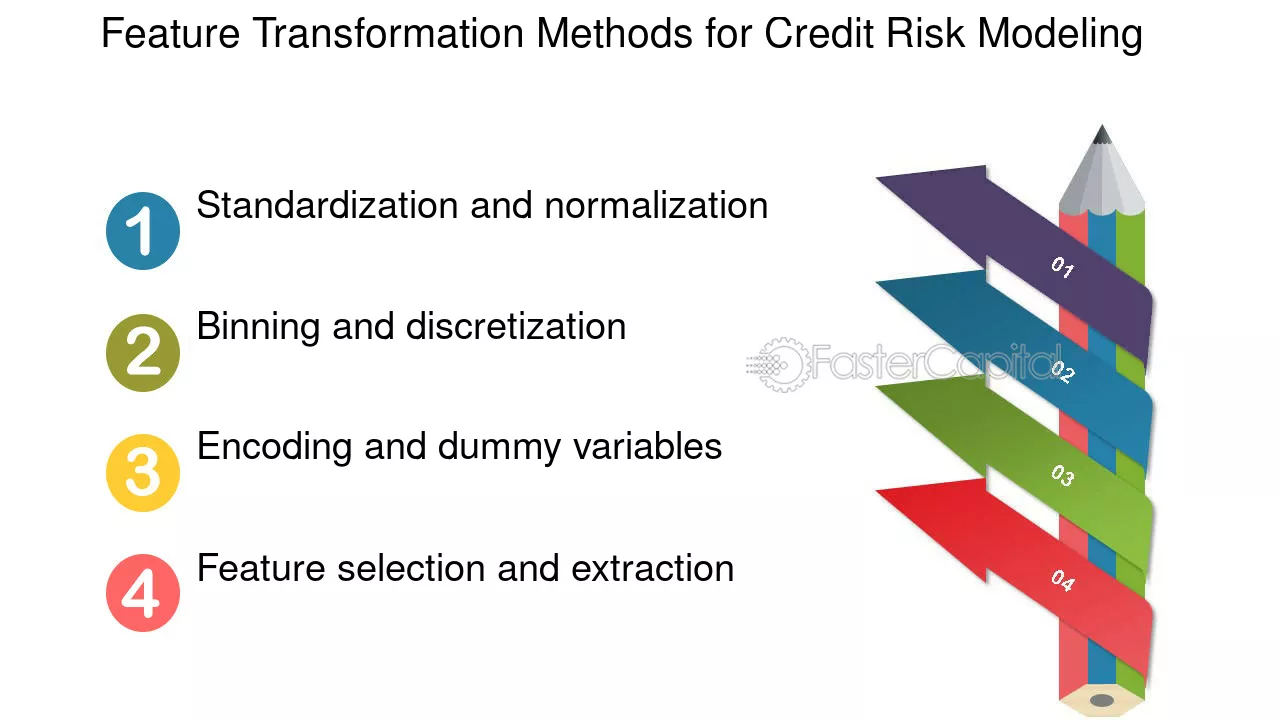 Feature Transformation Methods for Credit Risk Modeling
1 Standardization and normalization
2 Binning and discretization
3 Encoding and dummy variables
4 Feature selection and extraction
01
FasterCapital
02
03
04